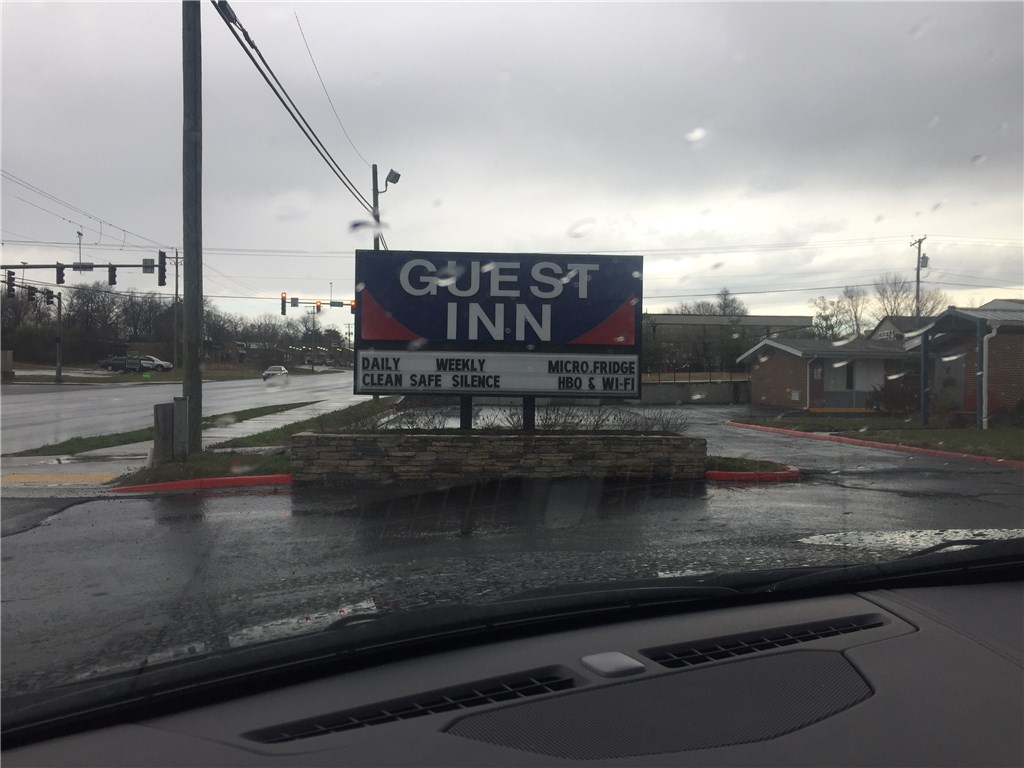 GUEST
INN
DAILY WEEKLY MICRO.FRIDGE
CLEAN SAFE SILENCE HBO & WI-FI